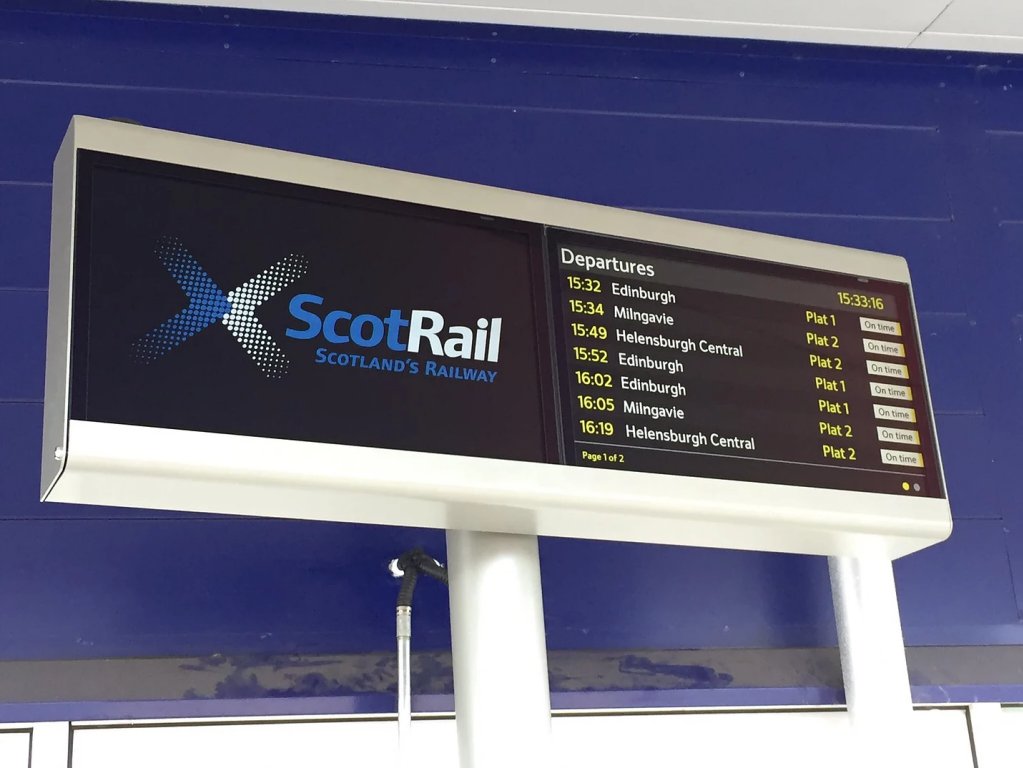 ScotRail
SCOTLAND'S RAILWAY
Departures
15:33:16
15:32 Edinburgh Plat 1 On time
15:34 Milngavie Plat 2 On time
15:49 Helensburgh Central Plat 2 On time
15:52 Edinburgh Plat 1 On time
16:02 Edinburgh Plat 1 On time
16:05 Milngavie Plat 2 On time
16:19 Helensburgh Central Plat 2 On time
Page 1 of 2